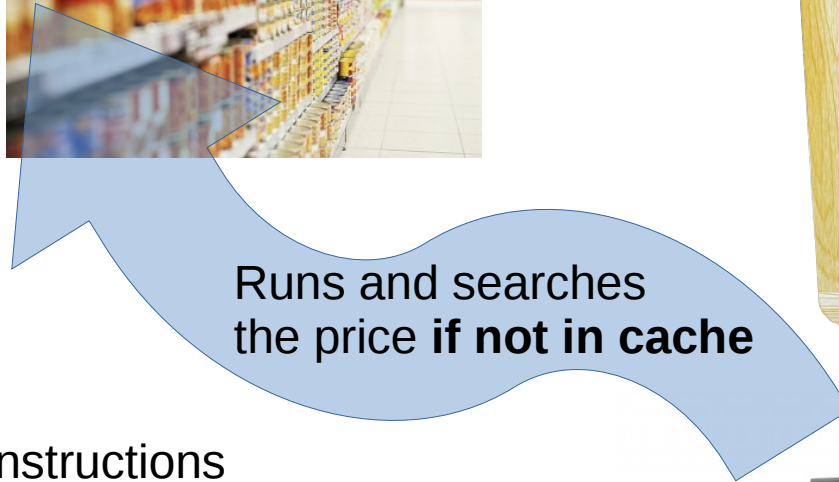 Runs and searches
the price if not in cache
nstructions